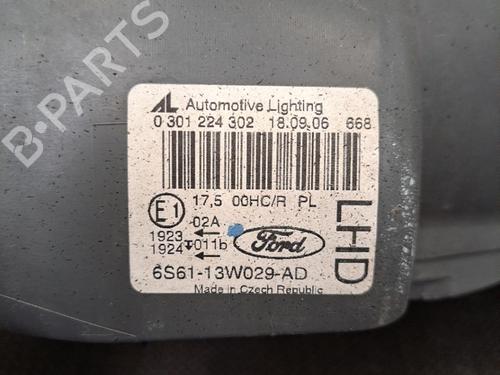 B-PARTS
AL Automotive Lighting
0 301 224 302 18.09.06 668
17,5 00HC/R PL
E1 02A
1923
1924 T011b Ford
LHD
6S61-13W029-AD
Made in Czech Republic